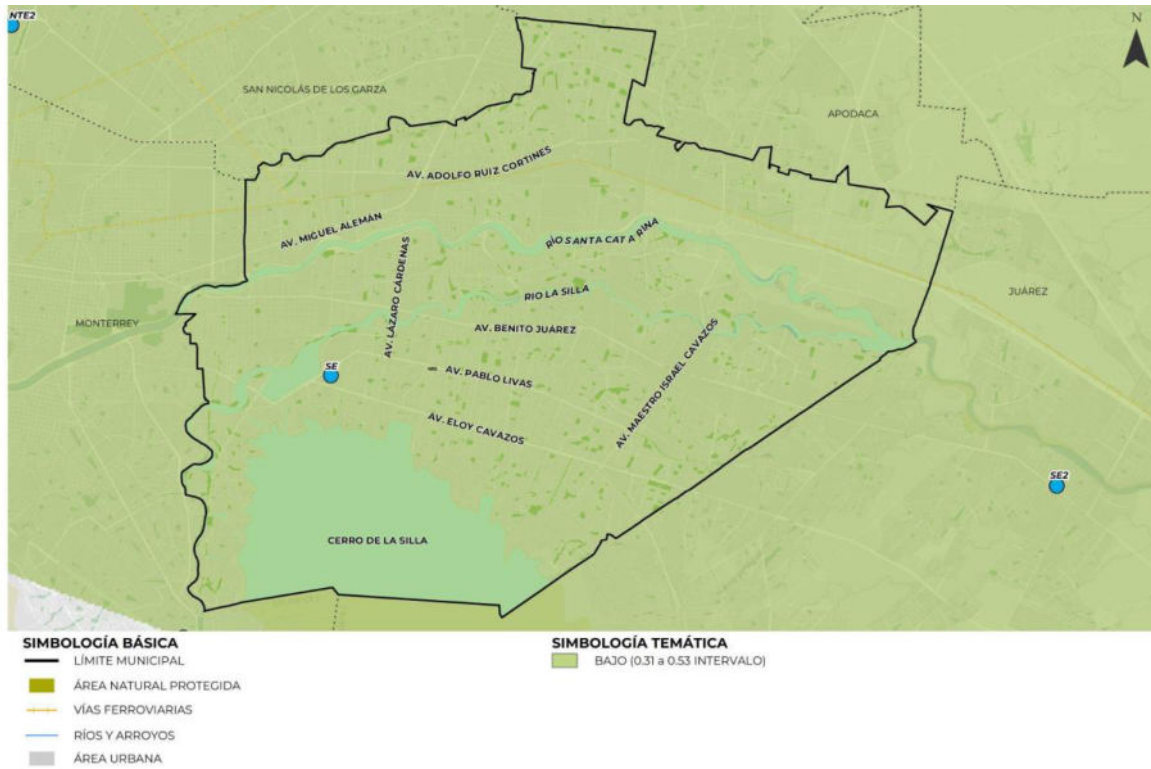 NTE2
N
SAN NICOLÁS DE LOS GARZA
APODACA
AV. ADOLFO RUIZ CORTINES
AV. MIGUEL ALEMÁN
RÍO SANTA CATARINA
AV. LÁZARO CÁRDENAS
RIO LA SILLA
JUÁREZ
MONTERREY
AV. BENITO JUÁREZ
AV. MAESTRO ISRAEL CAVAZOS
SE
AV. PABLO LIVAS
AV. ELOY CAVAZOS
SE2
CERRO DE LA SILLA
SIMBOLOGÍA BÁSICA
LÍMITE MUNICIPAL
ÁREA NATURAL PROTEGIDA
VÍAS FERROVIARIAS
RÍOS Y ARROYOS
ÁREA URBANA
SIMBOLOGÍA TEMÁTICA
BAJO (0.31 a 0.53 INTERVALO)